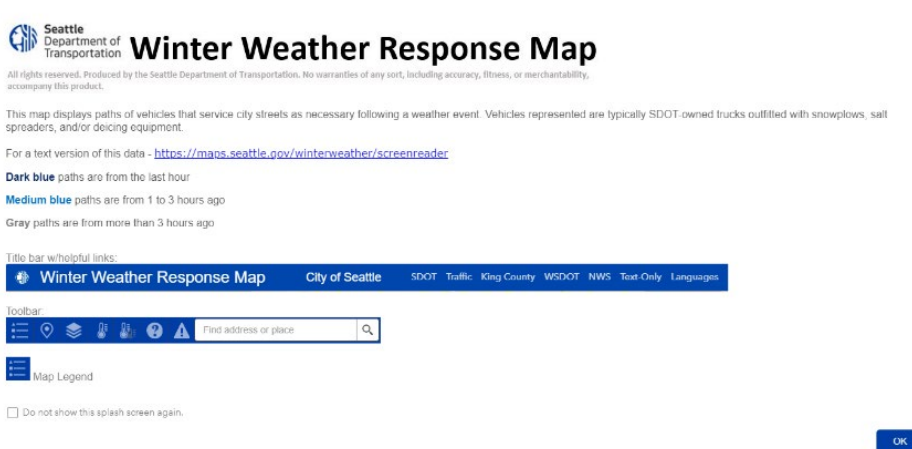 Seattle
Department of
Transportation
Winter Weather Response Map
All rights reserved. Produced by the Seattle Department of Transportation. No warranties of any sort, including accuracy, fitness, or merchantability,
accompany this product.
This map displays paths of vehicles that service city streets as necessary following a weather event. Vehicles represented are typically SDOT-owned trucks outfitted with snowplows, salt
spreaders, and/or deicing equipment.
For a text version of this data - https://maps.seattle.gov/winterweather/screenreader
Dark blue paths are from the last hour
Medium blue paths are from 1 to 3 hours ago
Gray paths are from more than 3 hours ago
Title bar w/helpful links:
Winter Weather Response Map City of Seattle SDOT Traffic King County WSDOT NWS Text-Only Languages
Toolbar:
Find address or place
Map Legend
Do not show this splash screen again.
OK